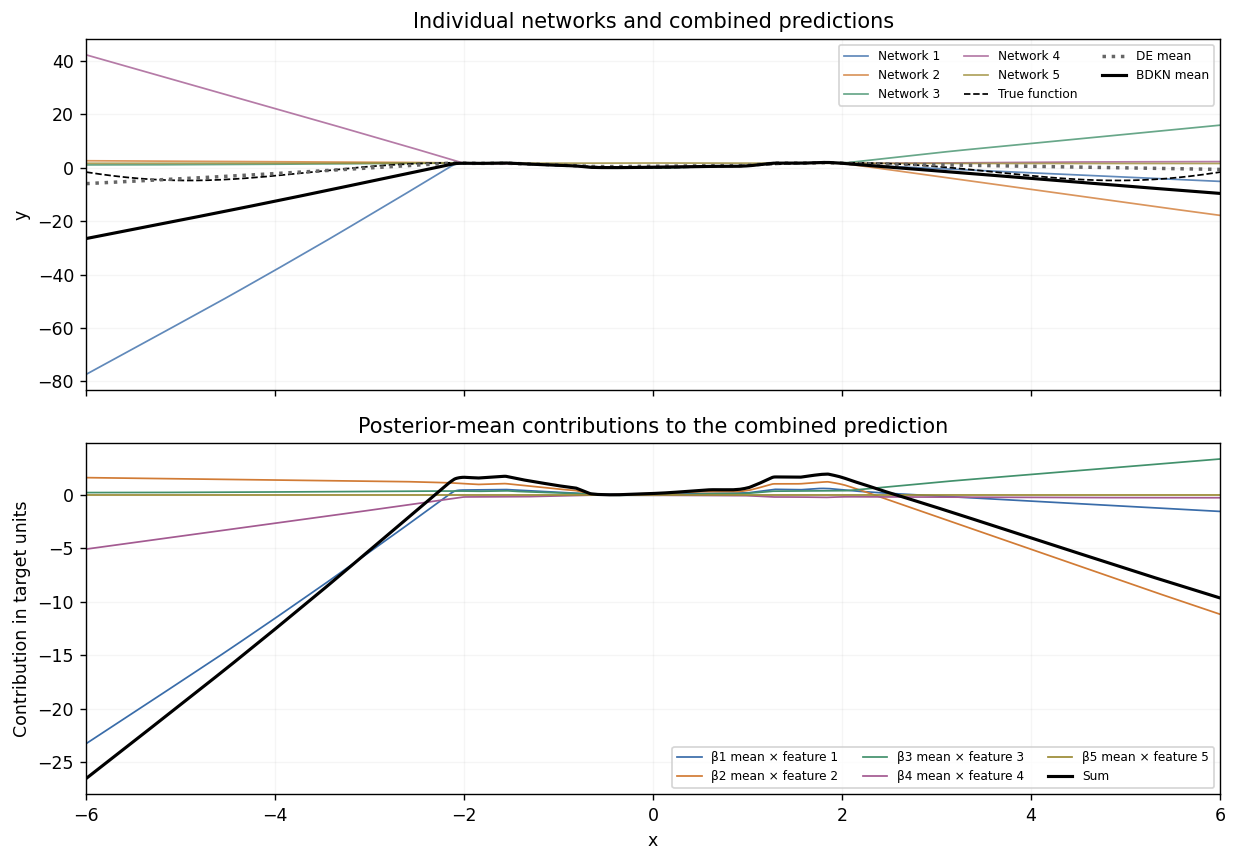 Individual networks and combined predictions
40
20
0
−20
−40
−60
−80
y
Network 1 Network 4 DE mean
Network 2 Network 5 BDKN mean
Network 3 True function
Posterior-mean contributions to the combined prediction
0
−5
−10
−15
−20
−25
Contribution in target units
β1 mean × feature 1 β3 mean × feature 3 β5 mean × feature 5
β2 mean × feature 2 β4 mean × feature 4 Sum
−6 −4 −2 0 2 4 6
x